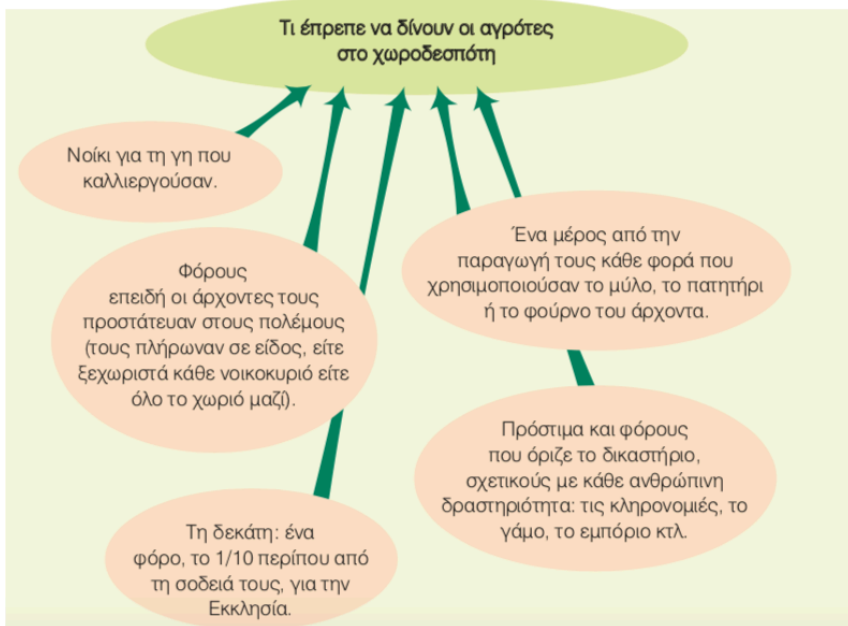 Τι έπρεπε να δίνουν οι αγρότες
στο χωροδεσπότη
Νοίκι για τη γη που
καλλιεργούσαν.
Φόρους
επειδή οι άρχοντες τους
προστάτευαν στους πολέμους
(τους πλήρωναν σε είδος, είτε
ξεχωριστά κάθε νοικοκυριό είτε
όλο το χωριό μαζί).
Τη δεκάτη: ένα
φόρο, το 1/10 περίπου από
τη σοδειά τους, για την
Εκκλησία.
Ένα μέρος από την
παραγωγή τους κάθε φορά που
χρησιμοποιούσαν το μύλο, το πατητήρι
ή το φούρνο του άρχοντα.
Πρόστιμα και φόρους
που όριζε το δικαστήριο,
σχετικούς με κάθε ανθρώπινη
δραστηριότητα: τις κληρονομιές, το
γάμο, το εμπόριο κτλ.